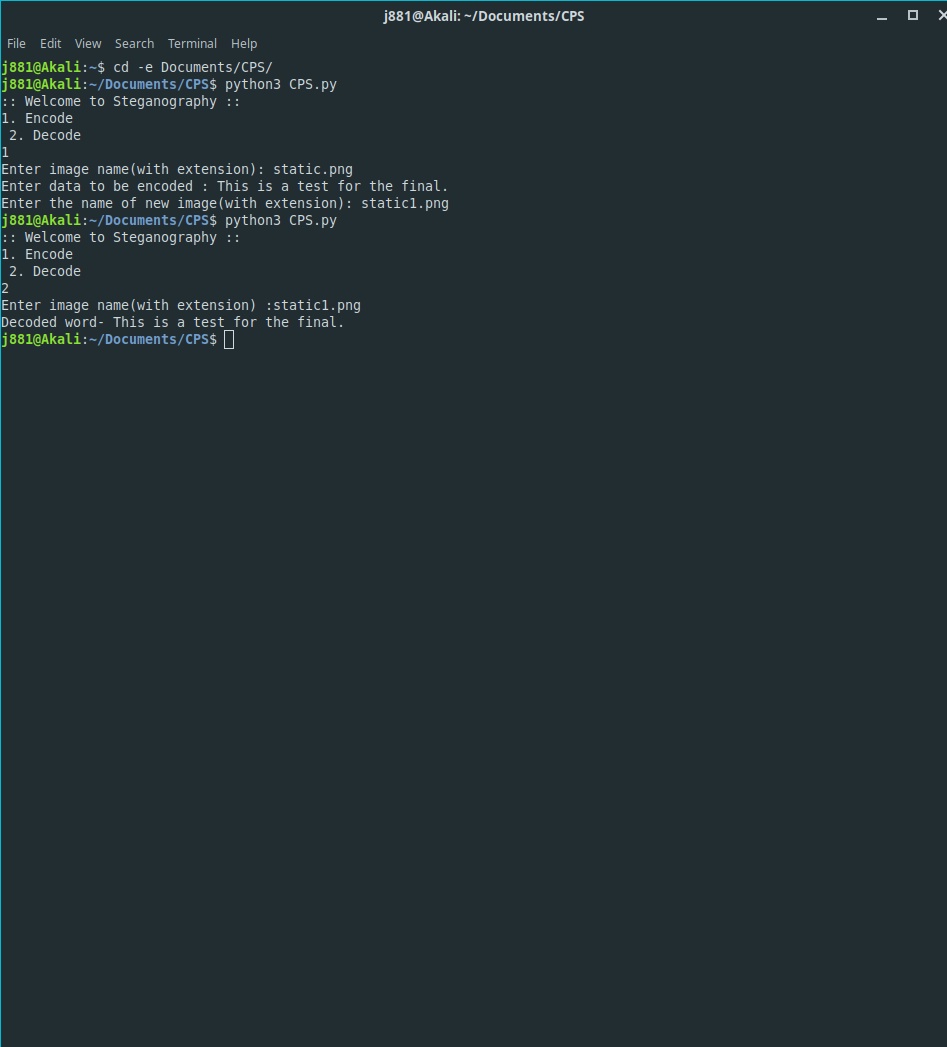 j881@Akali: ~/Documents/CPS
File Edit View Search Terminal Help
j881@Akali:~$ cd -e Documents/CPS/
j881@Akali:~/Documents/CPS$ python3 CPS.py
:: Welcome to Steganography ::
1. Encode
 2. Decode
1
Enter image name(with extension): static.png
Enter data to be encoded : This is a test for the final.
Enter the name of new image(with extension): static1.png
j881@Akali:~/Documents/CPS$ python3 CPS.py
:: Welcome to Steganography ::
1. Encode
 2. Decode
2
Enter image name(with extension) :static1.png
Decoded word- This is a test for the final.
j881@Akali:~/Documents/CPS$